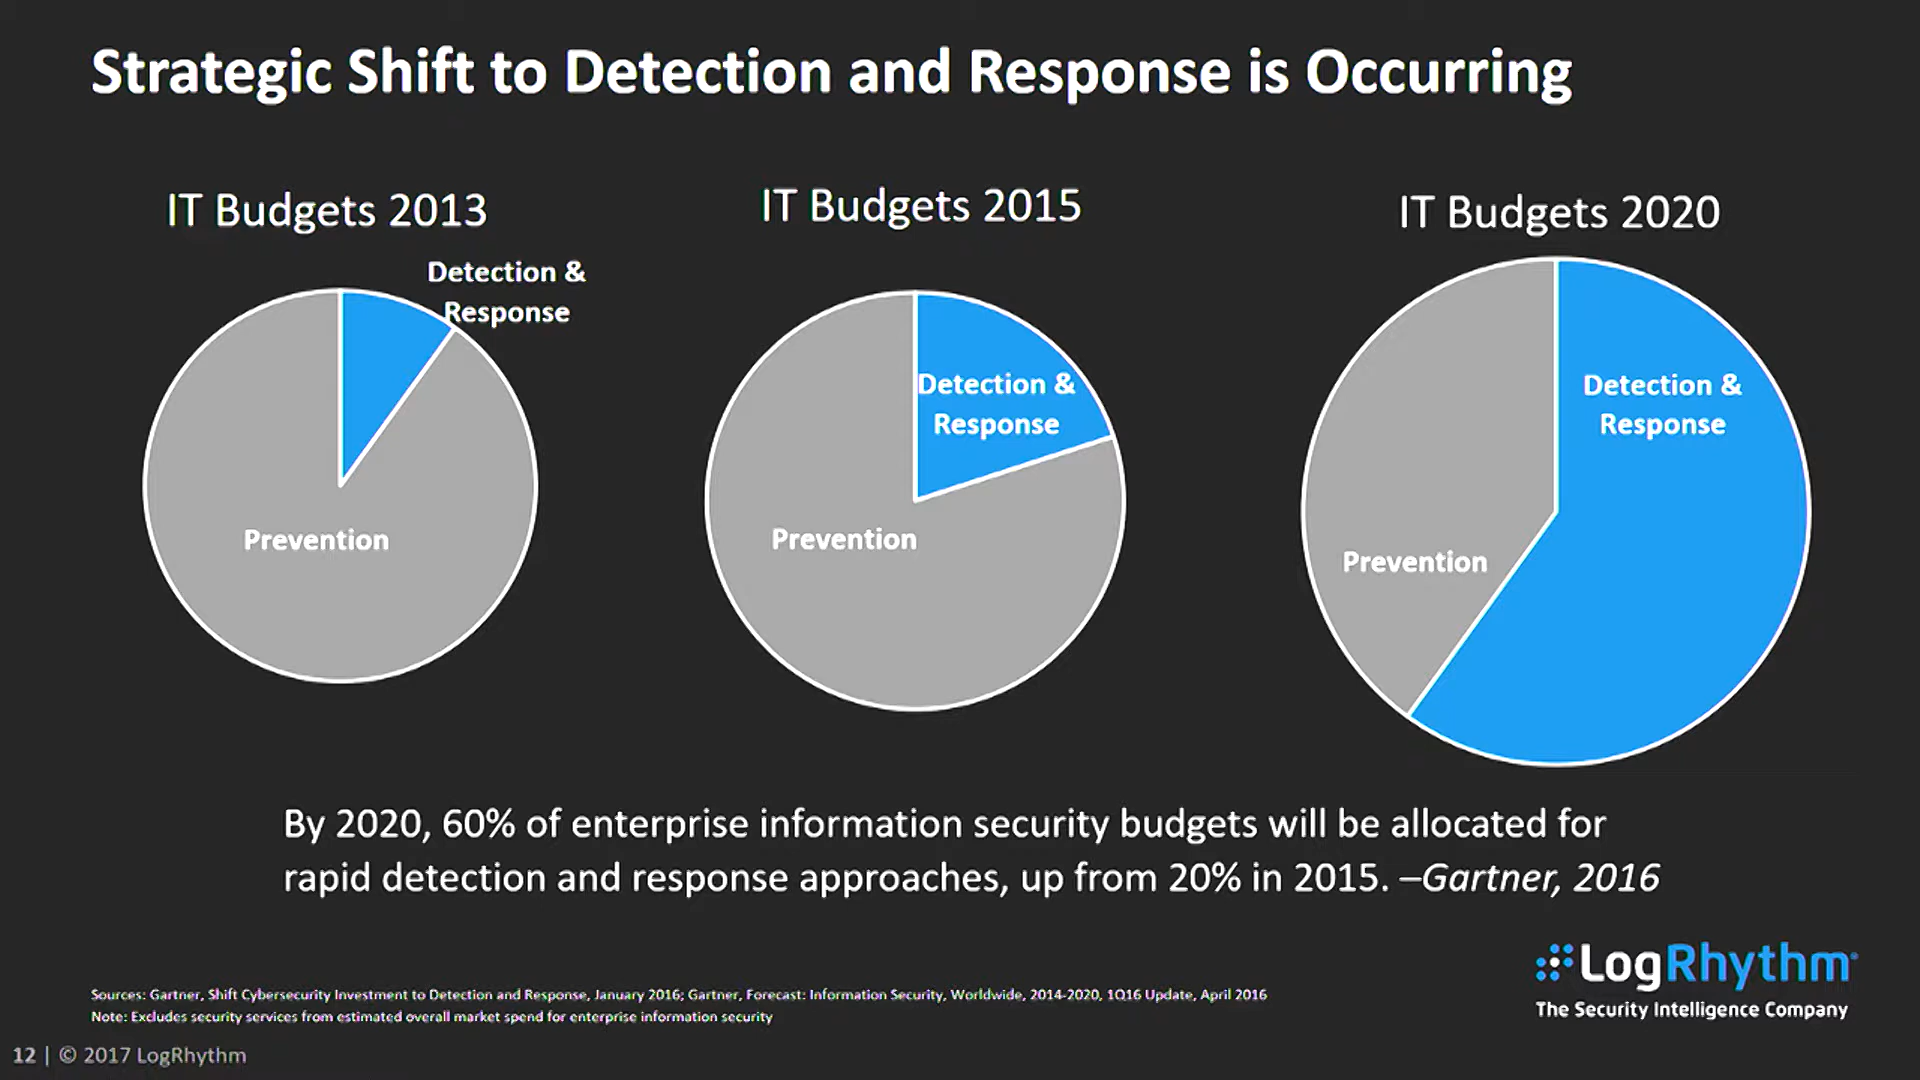 Strategic Shift to Detection and Response is Occurring
IT Budgets 2013
Detection &
Response
Prevention
IT Budgets 2015
Detection &
Response
Prevention
IT Budgets 2020
Detection &
Response
Prevention
By 2020, 60% of enterprise information security budgets will be allocated for
rapid detection and response approaches, up from 20% in 2015. –Gartner, 2016
LogRhythm
The Security Intelligence Company
Sources: Gartner, Shift Cybersecurity Investment to Detection and Response, January 2016; Gartner, Forecast: Information Security, Worldwide, 2014-2020, 1Q16 Update, April 2016
Note: Excludes security services from estimated overall market spend for enterprise information security
12 | © 2017 LogRhythm